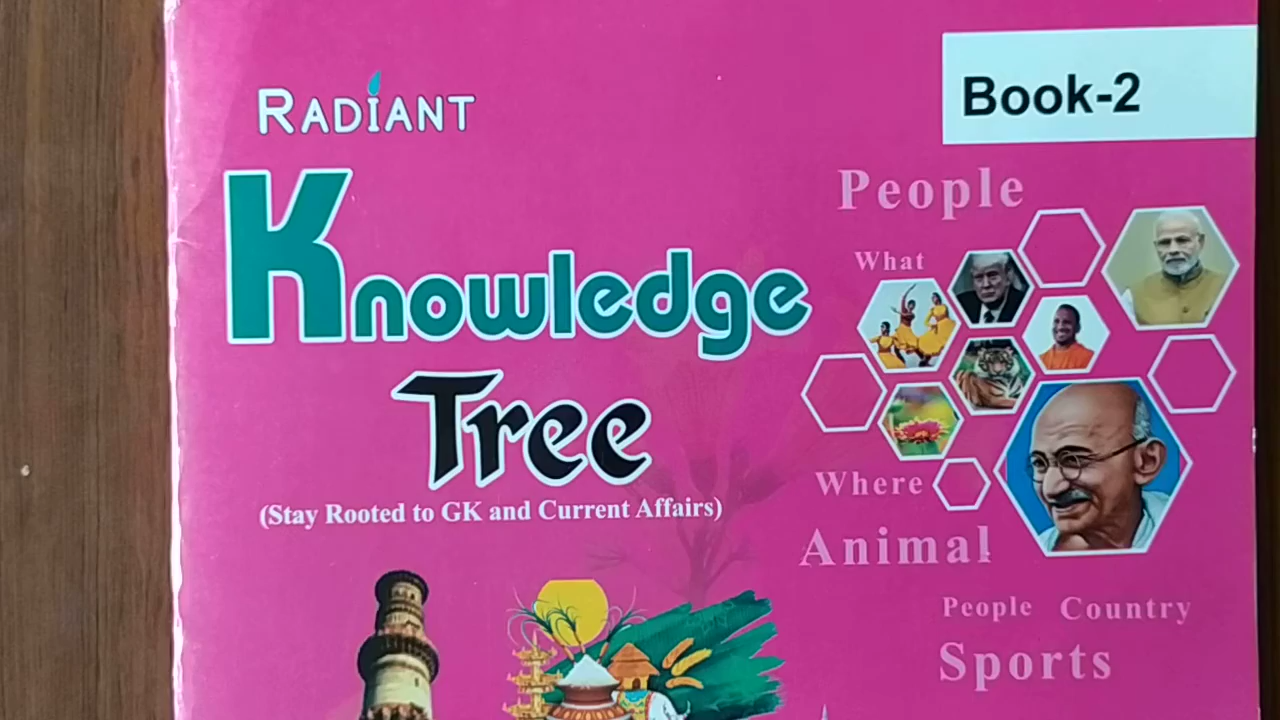 RADIANT
Book-2
Knowledge
Tree
(Stay Rooted to GK and Current Affairs)
People
What
Where
Animal
People Country
Sports